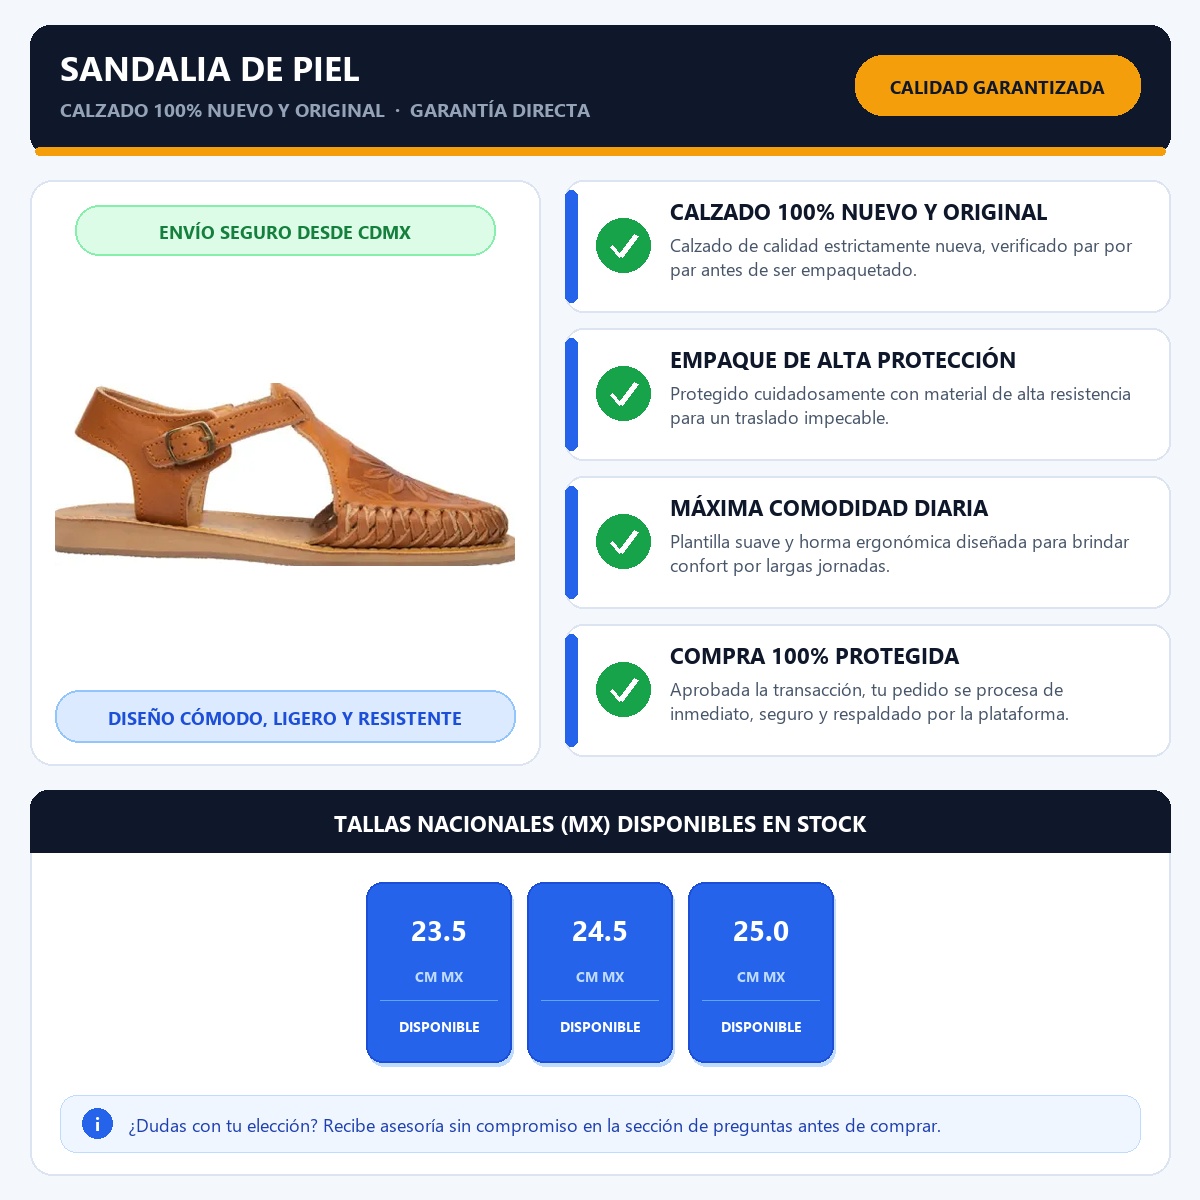 SANDALIA DE PIEL
CALZADO 100% NUEVO Y ORIGINAL · GARANTÍA DIRECTA
CALIDAD GARANTIZADA
ENVÍO SEGURO DESDE CDMX
DISEÑO CÓMODO, LIGERO Y RESISTENTE
CALZADO 100% NUEVO Y ORIGINAL
Calzado de calidad estrictamente nueva, verificado par por
par antes de ser empaquetado.
EMPAQUE DE ALTA PROTECCIÓN
Protegido cuidadosamente con material de alta resistencia
para un traslado impecable.
MÁXIMA COMODIDAD DIARIA
Plantilla suave y horma ergonómica diseñada para brindar
confort por largas jornadas.
COMPRA 100% PROTEGIDA
Aprobada la transacción, tu pedido se procesa de
inmediato, seguro y respaldado por la plataforma.
TALLAS NACIONALES (MX) DISPONIBLES EN STOCK
23.5
CM MX
DISPONIBLE
24.5
CM MX
DISPONIBLE
25.0
CM MX
DISPONIBLE
¿Dudas con tu elección? Recibe asesoría sin compromiso en la sección de preguntas antes de comprar.